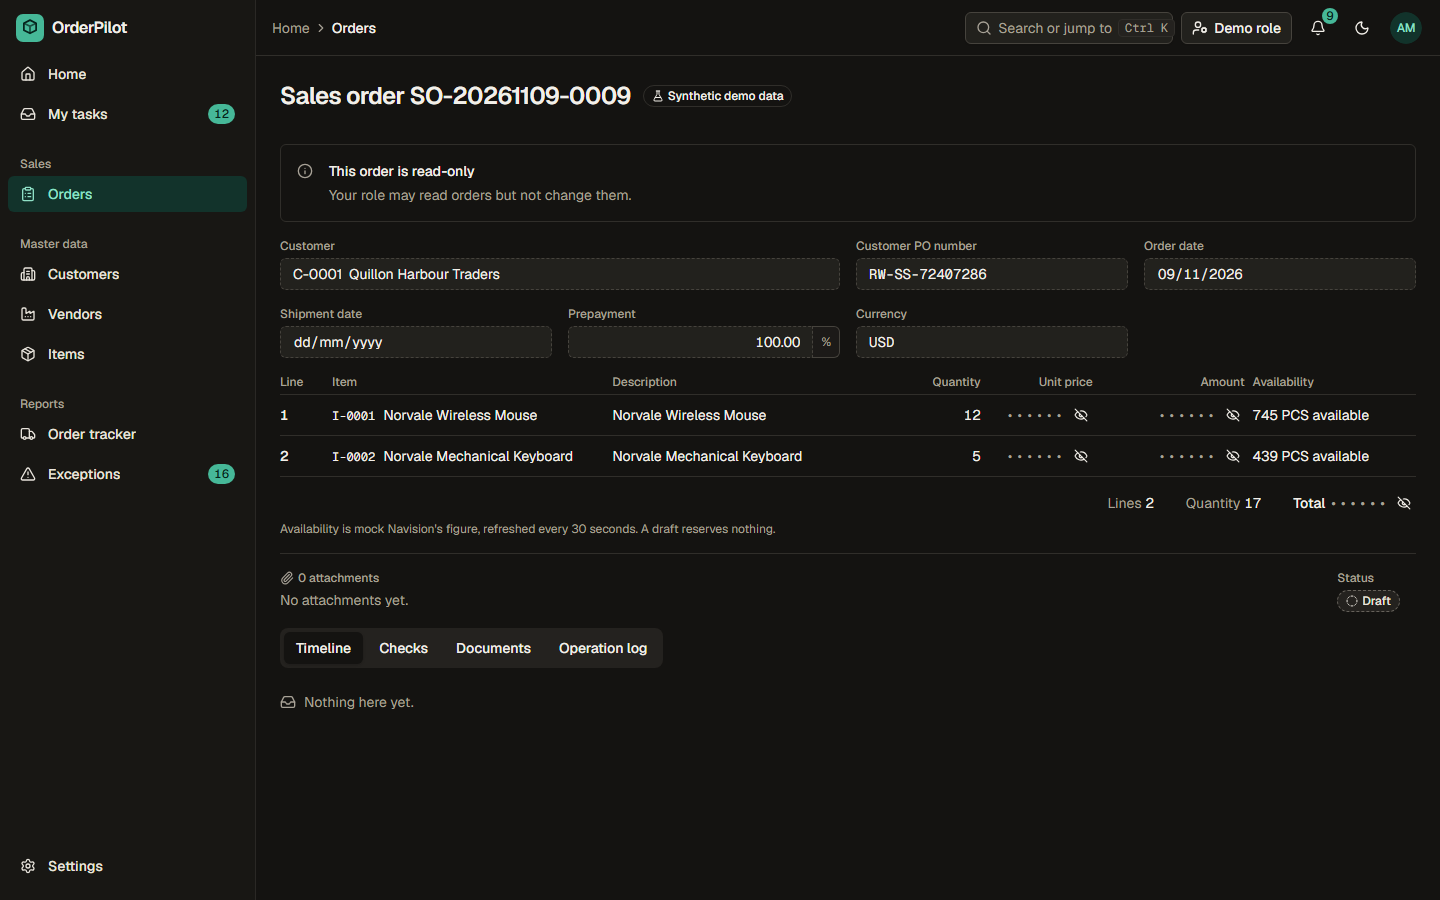 OrderPilot
Home
My tasks 12
Sales
Orders
Master data
Customers
Vendors
Items
Reports
Order tracker
Exceptions 16
Settings
Home > Orders
Search or jump to Ctrl K
Demo role
9
AM
Sales order SO-20261109-0009
Synthetic demo data
This order is read-only
Your role may read orders but not change them.
Customer Customer PO number Order date
C-0001 Quillon Harbour Traders RW-SS-72407286 09/11/2026
Shipment date Prepayment Currency
dd/mm/yyyy 100.00 % USD
Line Item Description Quantity Unit price Amount Availability
1 I-0001 Norvale Wireless Mouse Norvale Wireless Mouse 12 •••••• •••••• 745 PCS available
2 I-0002 Norvale Mechanical Keyboard Norvale Mechanical Keyboard 5 •••••• •••••• 439 PCS available
Lines 2 Quantity 17 Total ••••••
Availability is mock Navision's figure, refreshed every 30 seconds. A draft reserves nothing.
0 attachments
No attachments yet.
Status
Draft
Timeline Checks Documents Operation log
Nothing here yet.